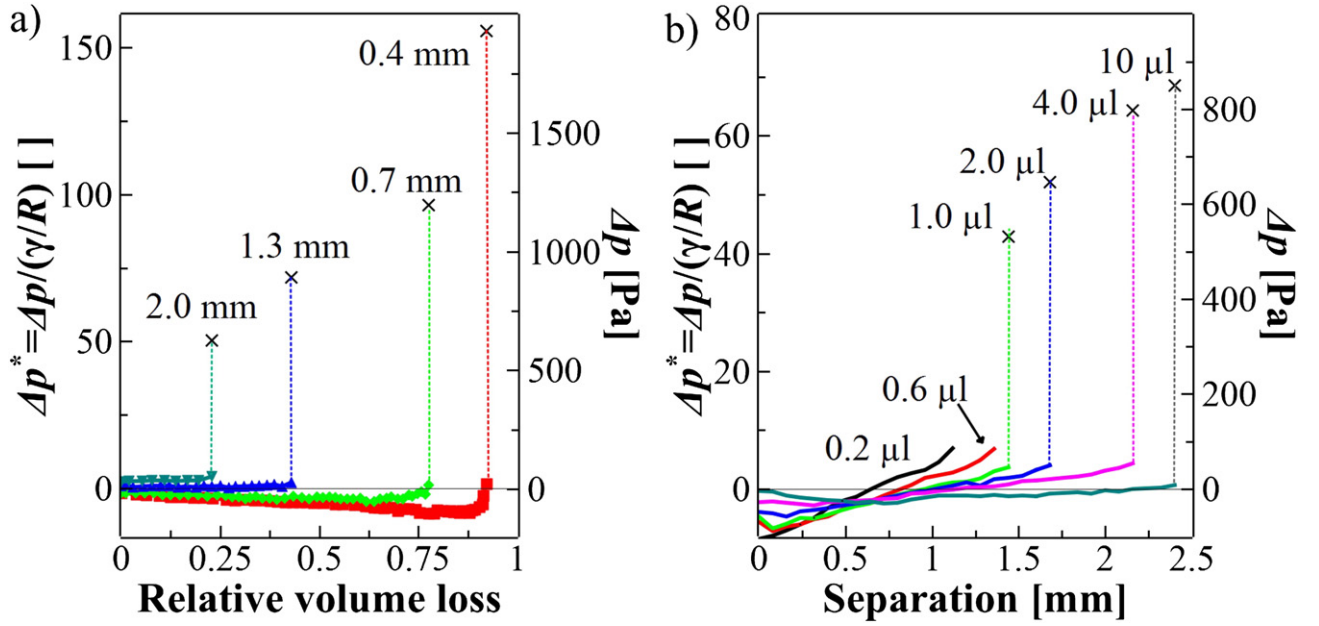 a)
150
100
50
0
Δp*=Δp/(γ/R) [ ]
0.4 mm
0.7 mm
1.3 mm
2.0 mm
1500
1000
500
0
Δp [Pa]
0 0.25 0.50 0.75 1
Relative volume loss
b)
80
60
40
20
0
Δp*=Δp/(γ/R) [ ]
10 µl
4.0 µl
2.0 µl
1.0 µl
0.6 µl
0.2 µl
800
600
400
200
0
Δp [Pa]
0 0.5 1 1.5 2 2.5
Separation [mm]